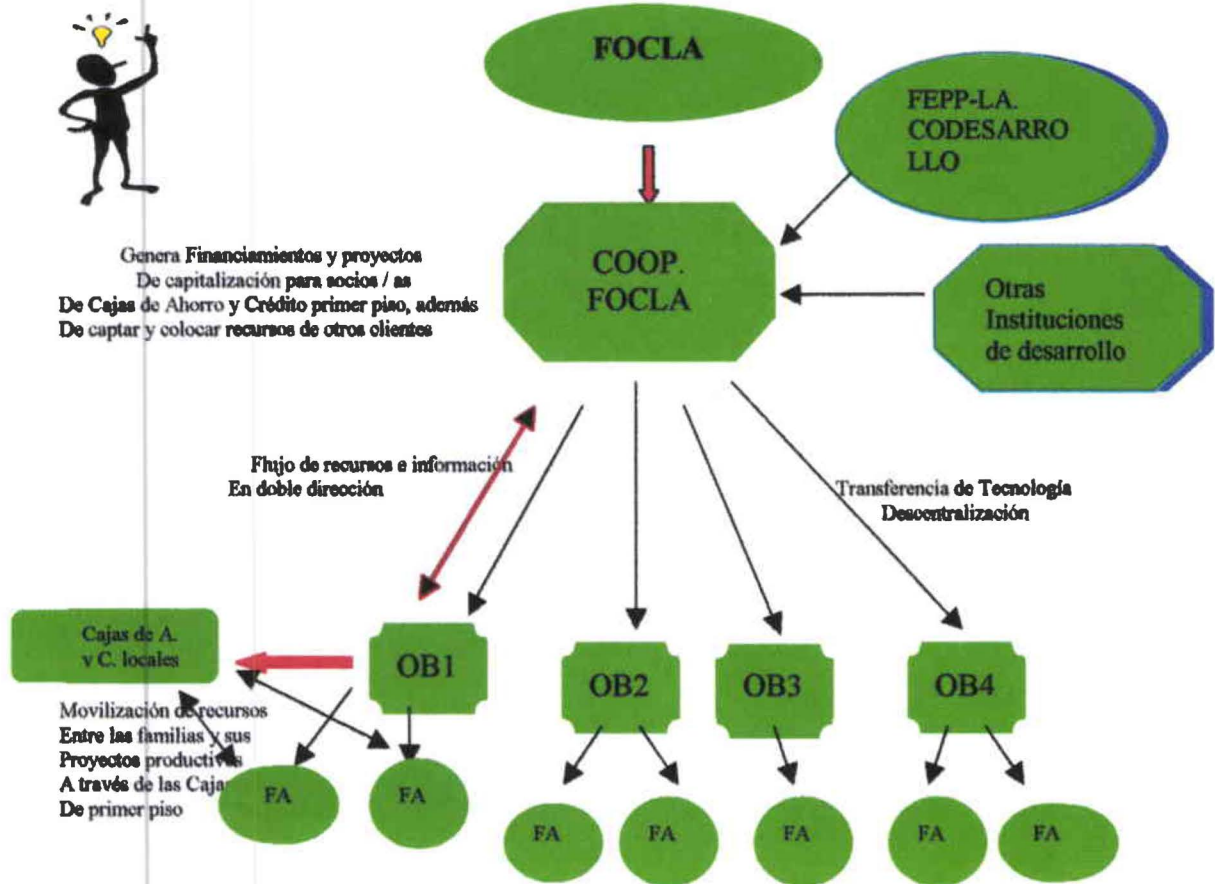 FOCLA
FEPP-LA.
CODESARRO
LLO
COOP.
FOCLA
Otras
Instituciones
de desarrollo
Genera Financiamientos y proyectos
De capitalización para socios / as
De Cajas de Ahorro y Crédito primer piso, además
De captar y colocar recursos de otros clientes
Flujo de recursos e información
En doble dirección
Transferencia de Tecnología
Descentralización
Cajas de A.
y C. locales
OB1
OB2
OB3
OB4
Movilización de recursos
Entre las familias y sus
Proyectos productivos
A través de las Cajas
De primer piso
FA
FA
FA
FA
FA
FA
FA